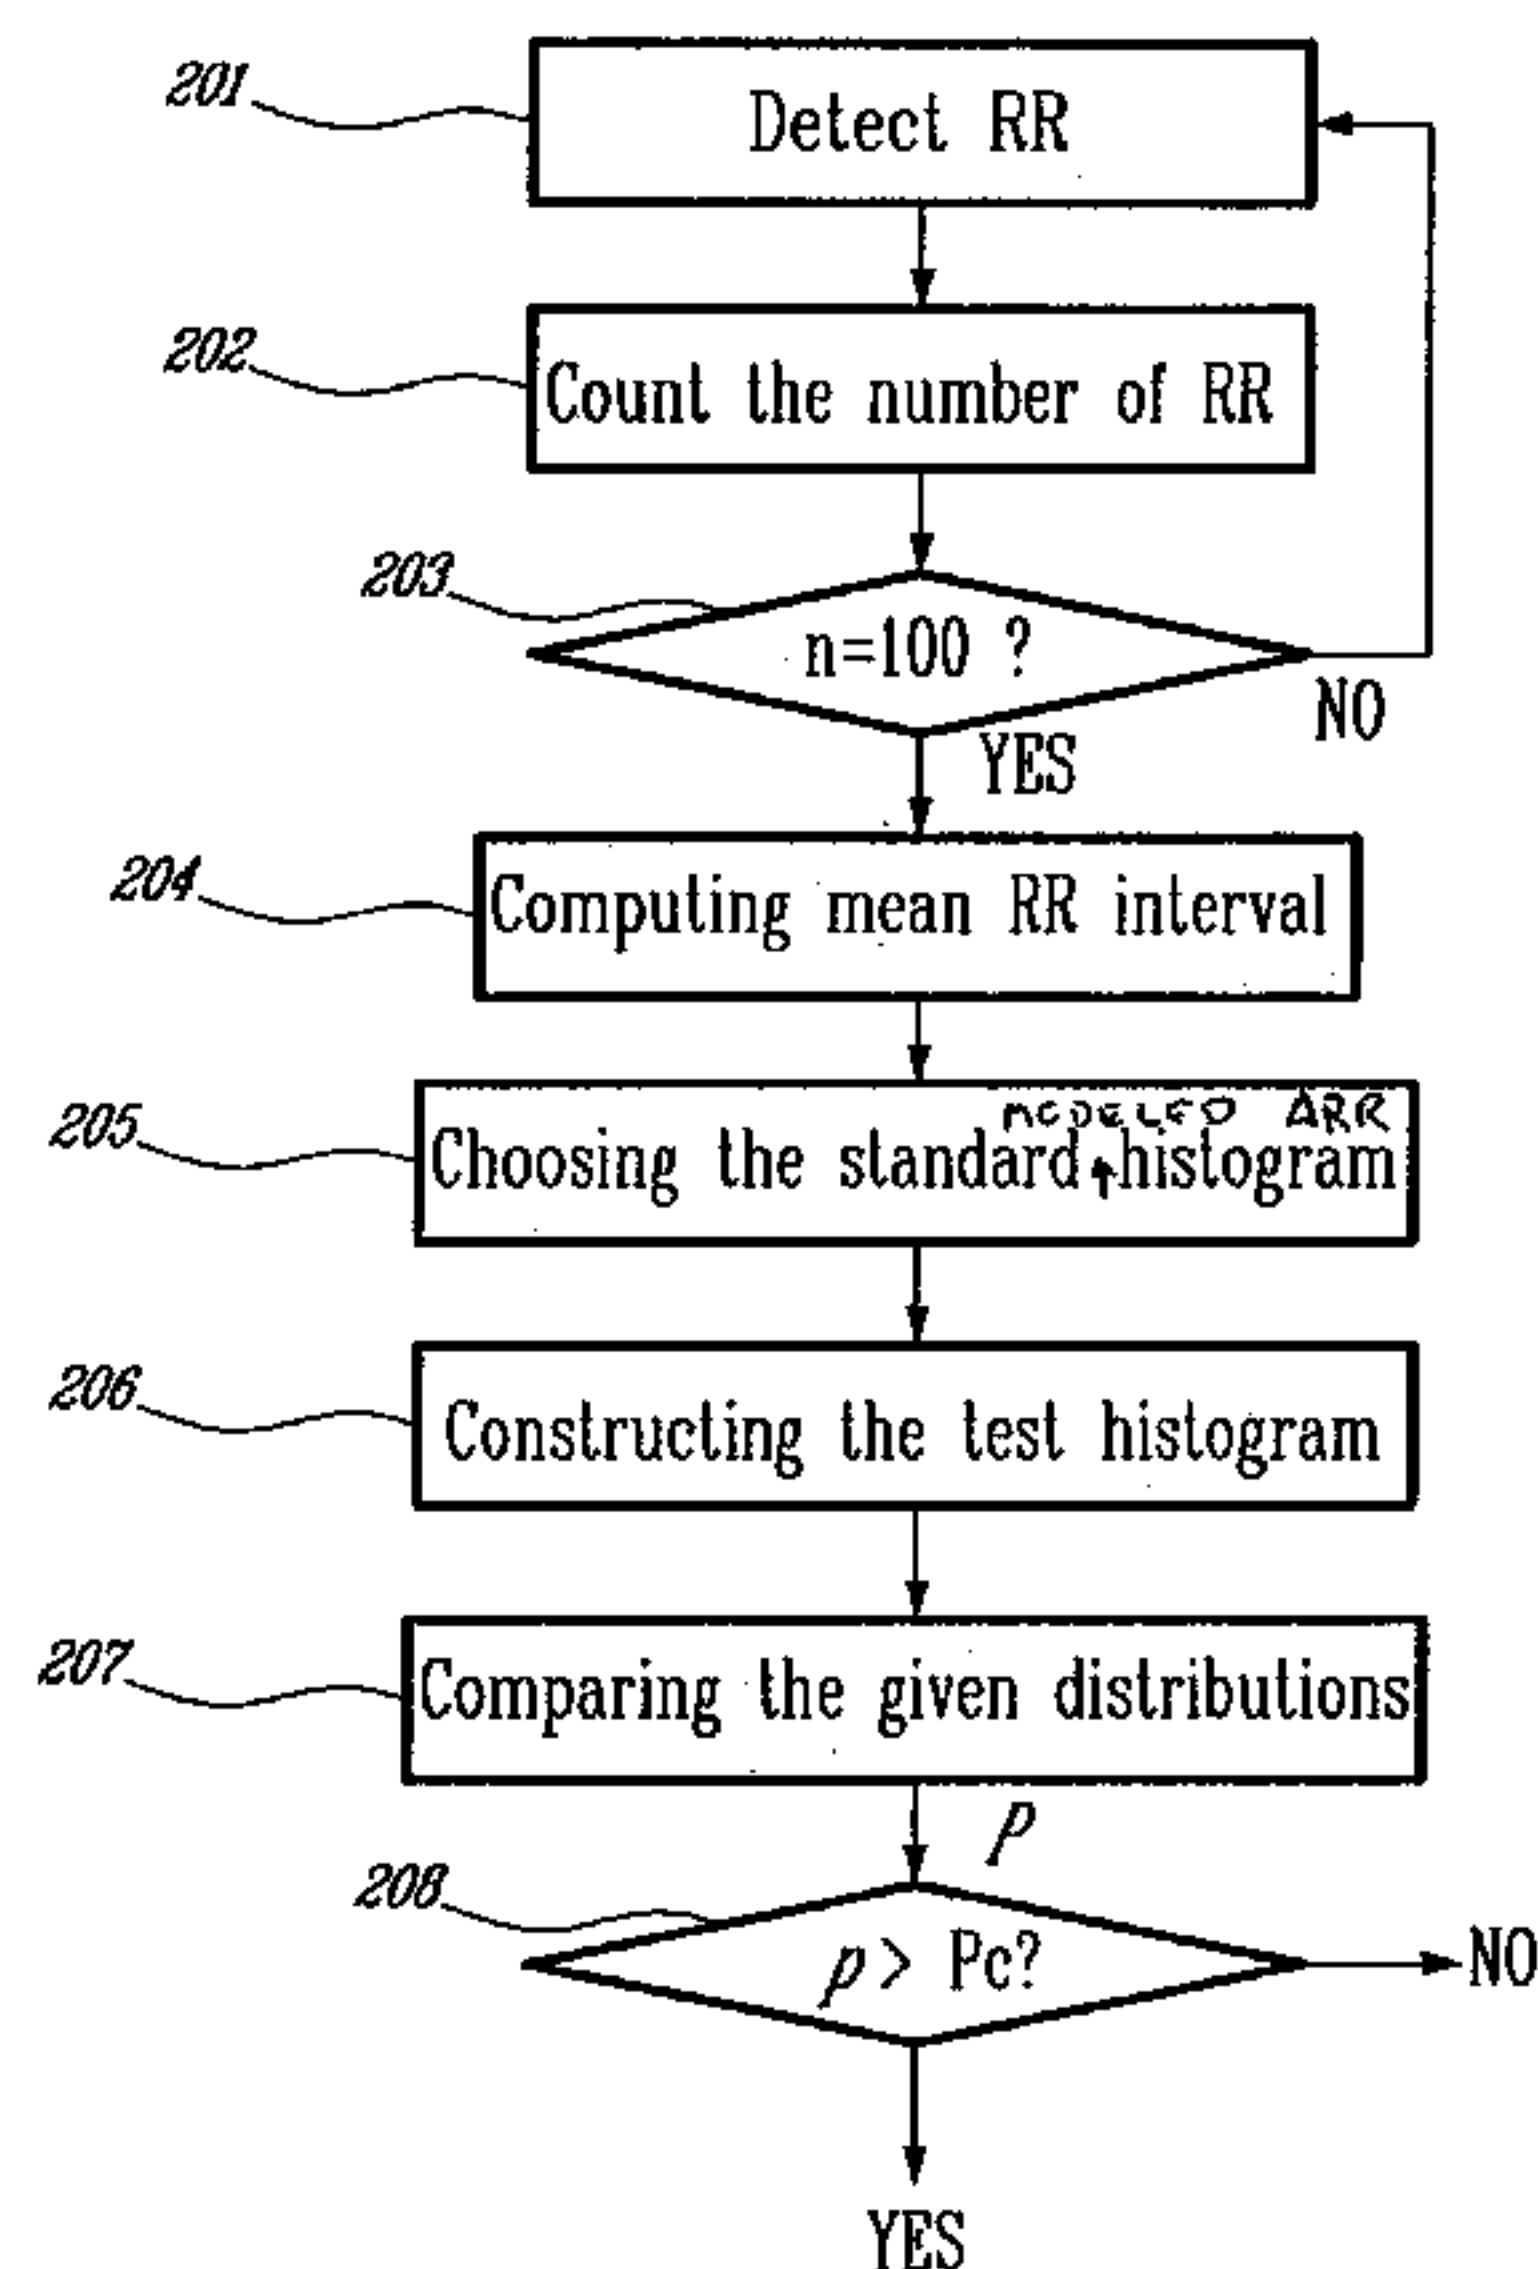 201
Detect RR
202
Count the number of RR
203
n=100 ?
NO
YES
204
Computing mean RR interval
205
MODELED ΔRR
Choosing the standard histogram
206
Constructing the test histogram
207
Comparing the given distributions
p
208
p > Pc?
NO
YES